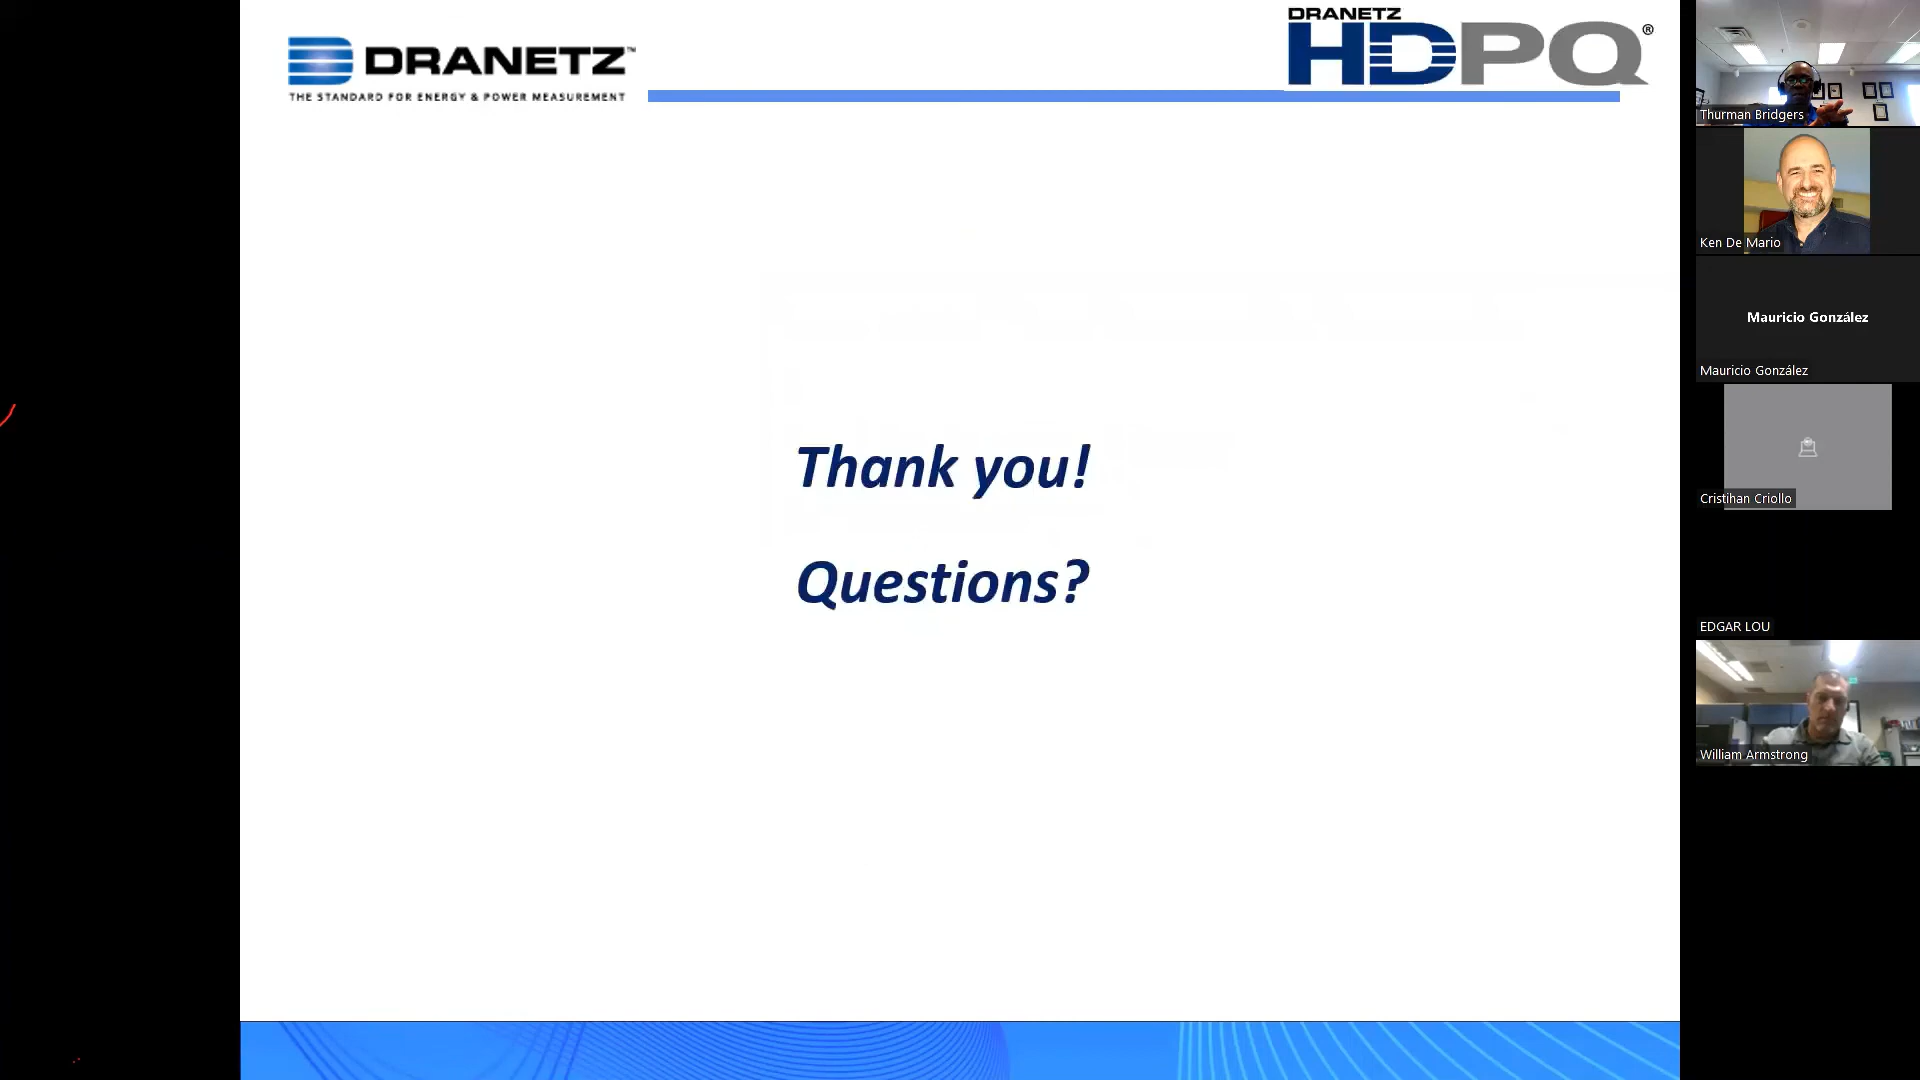 DRANETZ™
THE STANDARD FOR ENERGY & POWER MEASUREMENT
DRANETZ
HDPQ®
Thank you!
Questions?
Thurman Bridgers
Ken De Mario
Mauricio González
Mauricio González
Cristihan Criollo
EDGAR LOU
William Armstrong